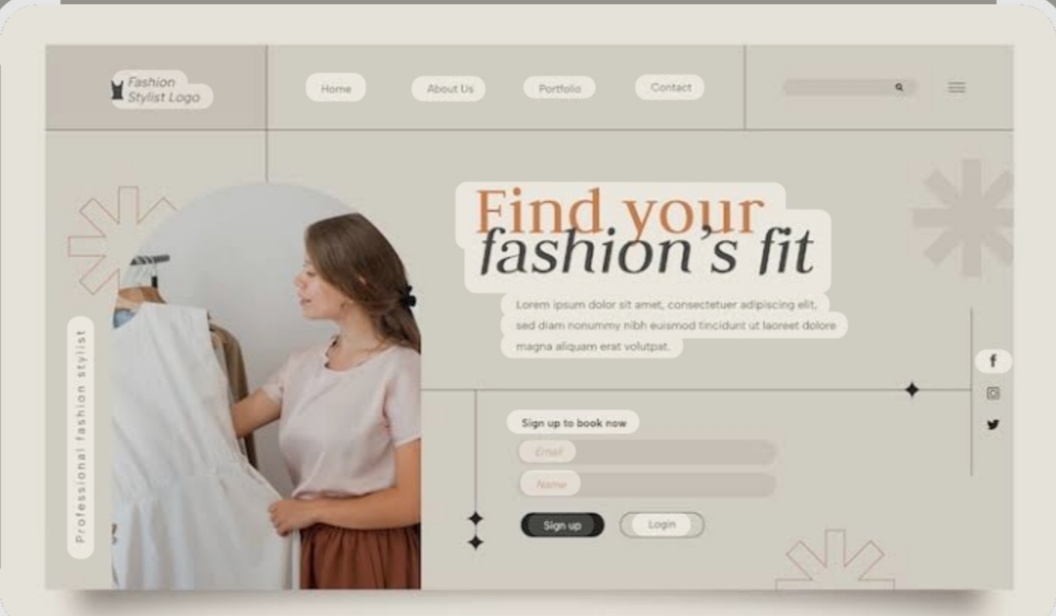 Fashion
Stylist Logo
Home
About Us
Portfolio
Contact
Find your
fashion's fit
Lorem ipsum dolor sit amet, consectetuer adipiscing elit,
sed diam nonummy nibh euismod tincidunt ut laoreet dolore
magna aliquam erat volutpat.
Professional fashion stylist
Sign up to book now
Email
Name
Sign up
Login